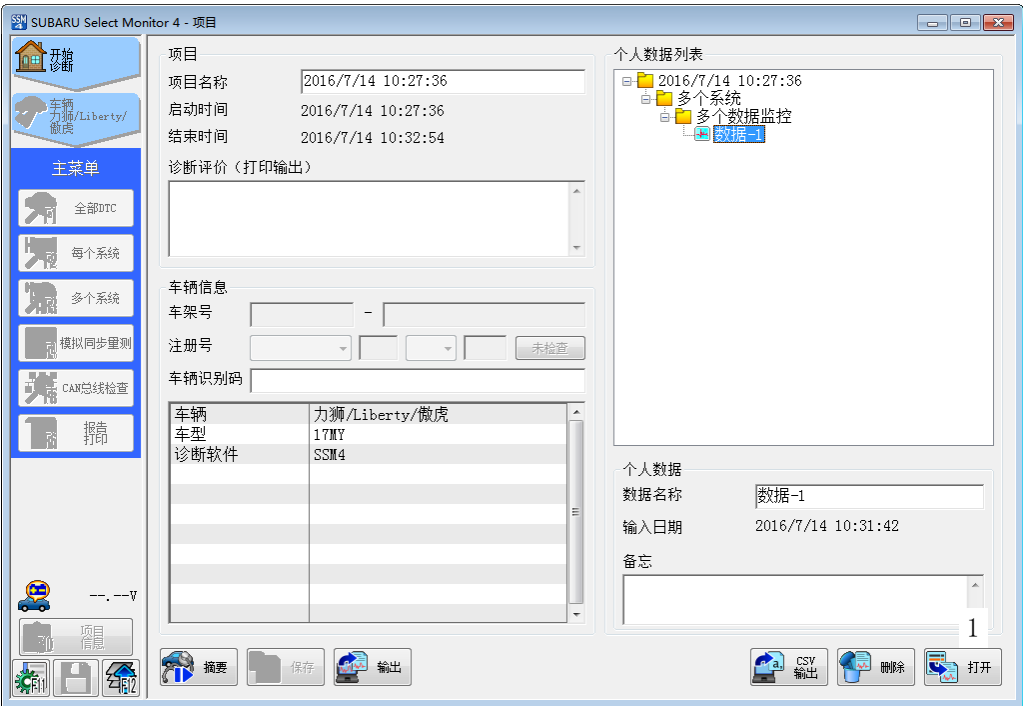 SUBARU Select Monitor 4 - 项目
开始
诊断
车辆
力狮/Liberty/
傲虎
主菜单
全部DTC
每个系统
多个系统
模拟同步量测
CAN总线检查
报告
打印
--.--V
项目
信息
F11
F12
项目
项目名称 2016/7/14 10:27:36
启动时间 2016/7/14 10:27:36
结束时间 2016/7/14 10:32:54
诊断评价（打印输出）
车辆信息
车架号 -
注册号 未检查
车辆识别码
车辆 力狮/Liberty/傲虎
车型 17MY
诊断软件 SSM4
摘要 保存 输出
个人数据列表
2016/7/14 10:27:36
多个系统
多个数据监控
数据-1
个人数据
数据名称 数据-1
输入日期 2016/7/14 10:31:42
备忘
1
CSV
输出
删除
打开